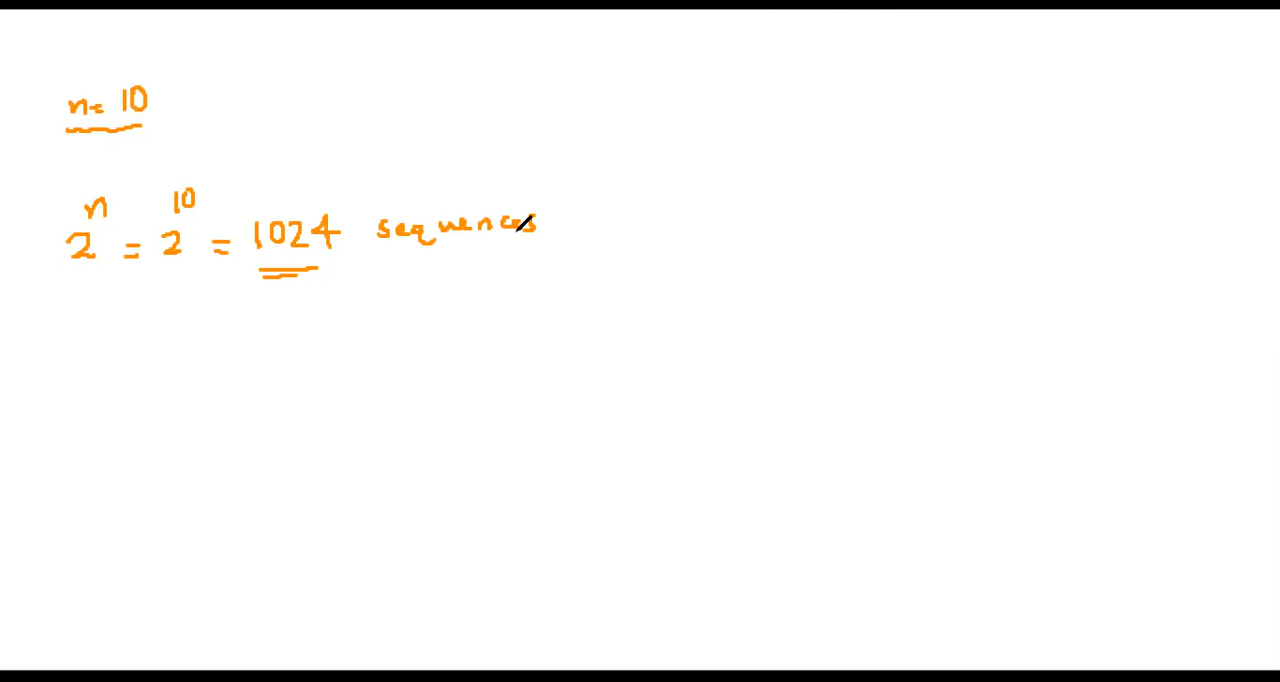 n= 10
2^n = 2^10 = 1024 sequences